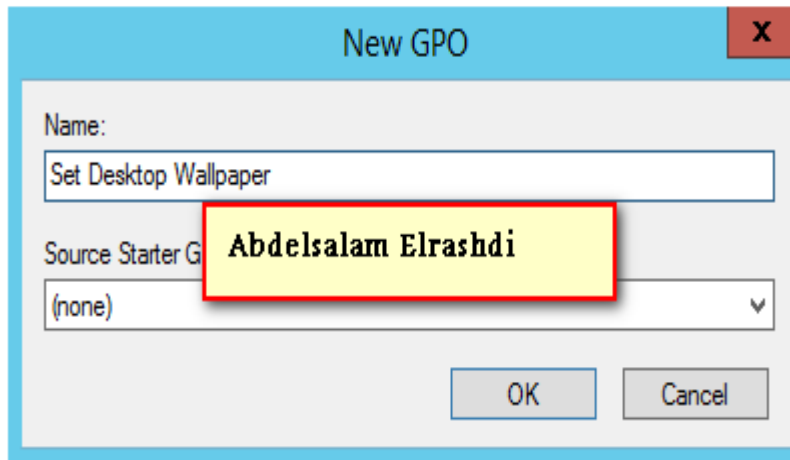 New GPO
x
Name:
Set Desktop Wallpaper
Abdelsalam Elrashdi
Source Starter G
(none)
OK Cancel